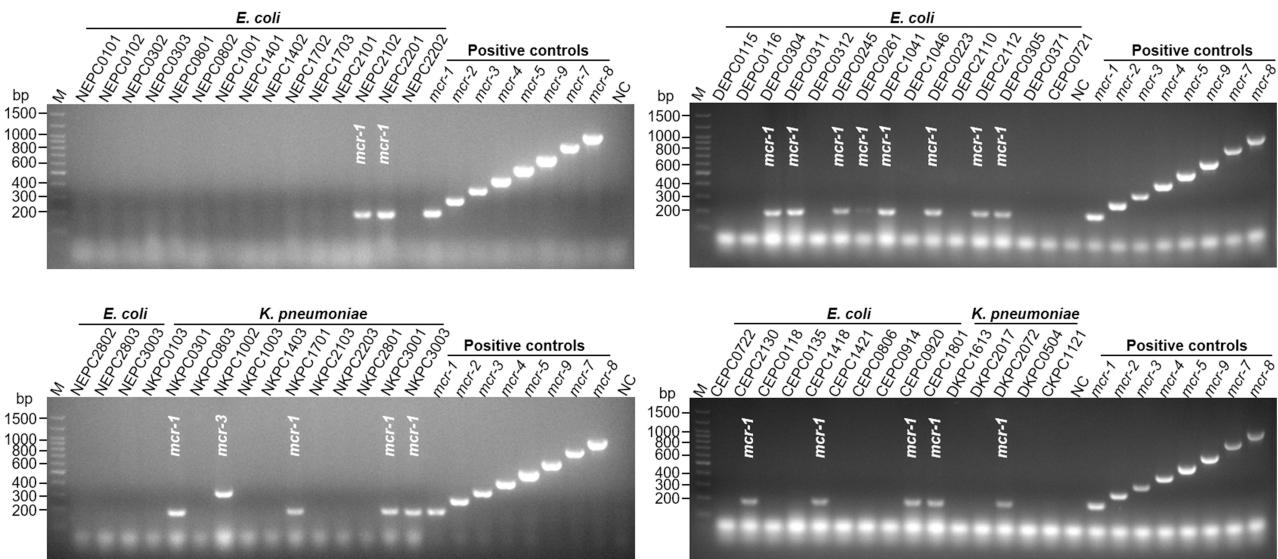 E. coli
Positive controls
bp
M
NEPC0101
NEPC0102
NEPC0302
NEPC0303
NEPC0801
NEPC0802
NEPC1001
NEPC1401
NEPC1402
NEPC1702
NEPC1703
NEPC2101
NEPC2102
NEPC2201
NEPC2202
mcr-1
mcr-2
mcr-3
mcr-4
mcr-5
mcr-9
mcr-7
mcr-8
NC
1500
1000
800
600
400
300
200
mcr-1
mcr-1
E. coli
Positive controls
bp
M
DEPC0115
DEPC0116
DEPC0304
DEPC0311
DEPC0312
DEPC0245
DEPC0261
DEPC1041
DEPC1046
DEPC0223
DEPC2110
DEPC2112
DEPC0305
DEPC0371
CEPC0721
NC
mcr-1
mcr-2
mcr-3
mcr-4
mcr-5
mcr-9
mcr-7
mcr-8
1500
1000
800
600
400
300
200
mcr-1
mcr-1
mcr-1
mcr-1
mcr-1
mcr-1
mcr-1
mcr-1
E. coli
K. pneumoniae
Positive controls
bp
M
NEPC2802
NEPC2803
NEPC3003
NKPC0103
NKPC0301
NKPC0803
NKPC1002
NKPC1003
NKPC1403
NKPC1701
NKPC2103
NKPC2203
NKPC2801
NKPC3001
NKPC3003
mcr-1
mcr-2
mcr-3
mcr-4
mcr-5
mcr-9
mcr-7
mcr-8
NC
1500
1000
800
600
400
300
200
mcr-1
mcr-3
mcr-1
mcr-1
mcr-1
E. coli
K. pneumoniae
Positive controls
bp
M
CEPC0722
CEPC2130
CEPC0118
CEPC0135
CEPC1418
CEPC1421
CEPC0806
CEPC0914
CEPC0920
CEPC1801
DKPC1613
DKPC2017
DKPC2072
DKPC0504
CKPC1121
NC
mcr-1
mcr-2
mcr-3
mcr-4
mcr-5
mcr-9
mcr-7
mcr-8
1500
1000
800
600
400
300
200
mcr-1
mcr-1
mcr-1
mcr-1
mcr-1